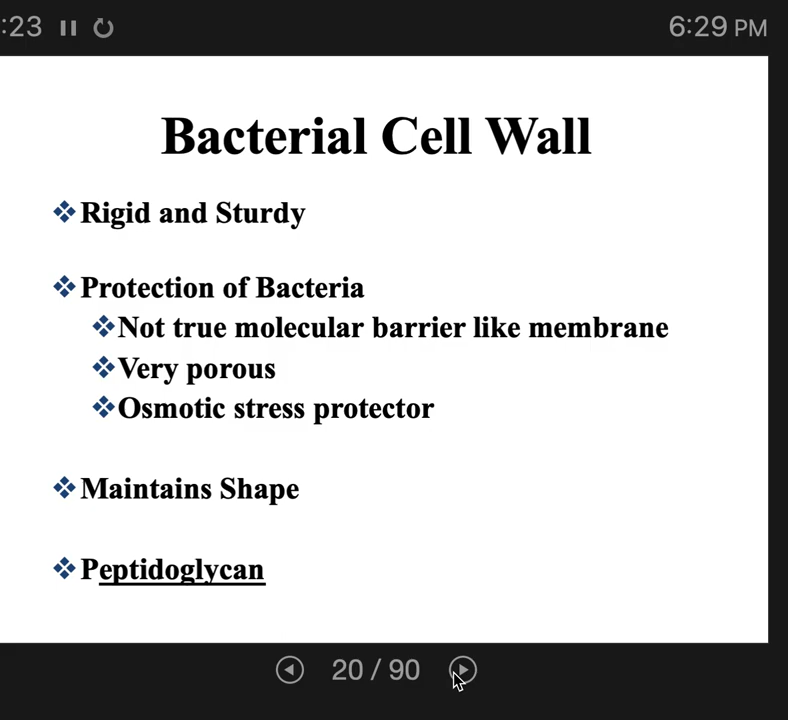 :23
6:29 PM
Bacterial Cell Wall
Rigid and Sturdy
Protection of Bacteria
Not true molecular barrier like membrane
Very porous
Osmotic stress protector
Maintains Shape
Peptidoglycan
20 / 90